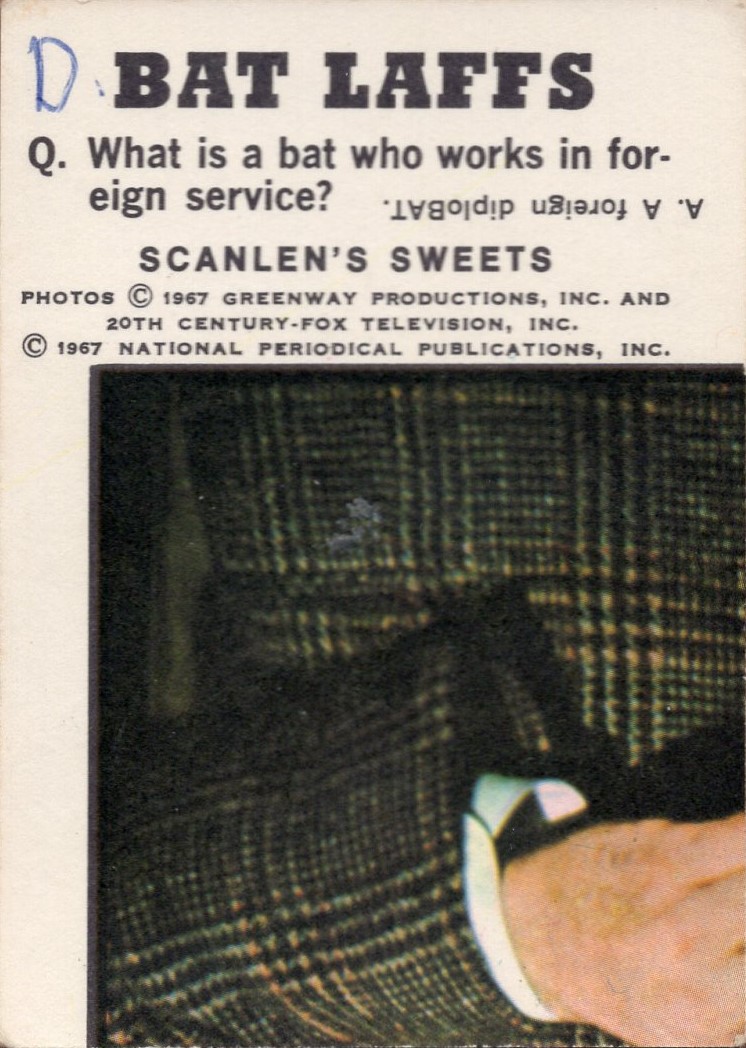 D.
BAT LAFFS
Q. What is a bat who works in for-
eign service?
A. A foreign diploBAT.
SCANLEN'S SWEETS
PHOTOS © 1967 GREENWAY PRODUCTIONS, INC. AND
20TH CENTURY-FOX TELEVISION, INC.
© 1967 NATIONAL PERIODICAL PUBLICATIONS, INC.